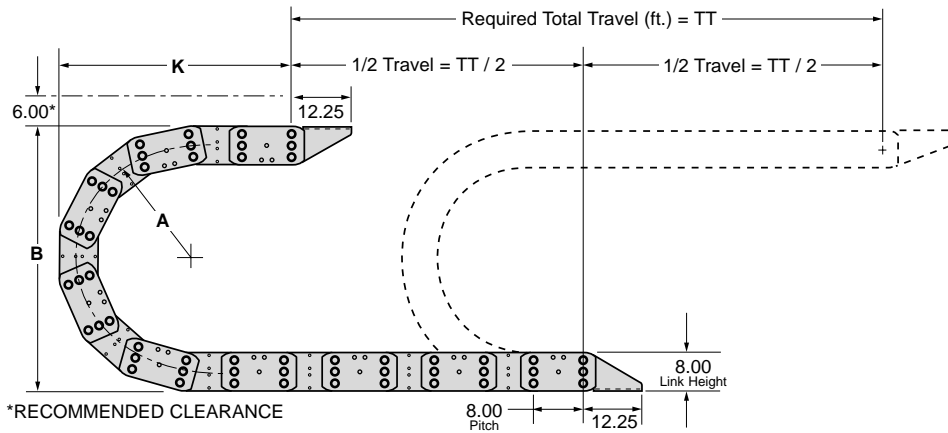 Required Total Travel (ft.) = TT
K
1/2 Travel = TT / 2
1/2 Travel = TT / 2
6.00*
12.25
A
B
8.00
Link Height
*RECOMMENDED CLEARANCE
8.00
Pitch
12.25